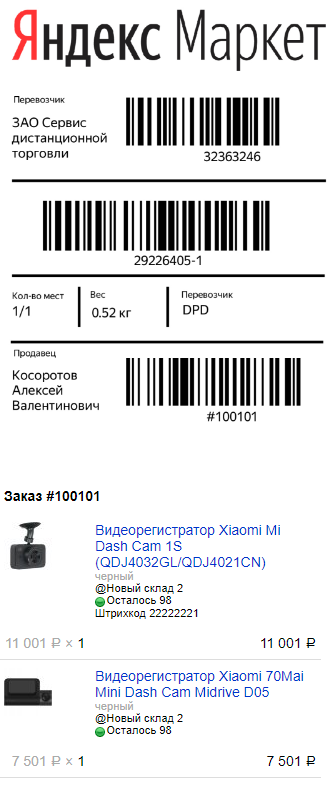 Яндекс Маркет
Перевозчик
ЗАО Сервис
дистанционной
торговли
32363246
29226405-1
Кол-во мест
1/1
Вес
0.52 кг
Перевозчик
DPD
Продавец
Косоротов
Алексей
Валентинович
#100101
Заказ #100101
Видеорегистратор Xiaomi Mi
Dash Cam 1S
(QDJ4032GL/QDJ4021CN)
черный
@Новый склад 2
Осталось 98
Штрихкод 22222221
11 001 ₽ × 1
11 001 ₽
Видеорегистратор Xiaomi 70Mai
Mini Dash Cam Midrive D05
черный
@Новый склад 2
Осталось 98
7 501 ₽ × 1
7 501 ₽